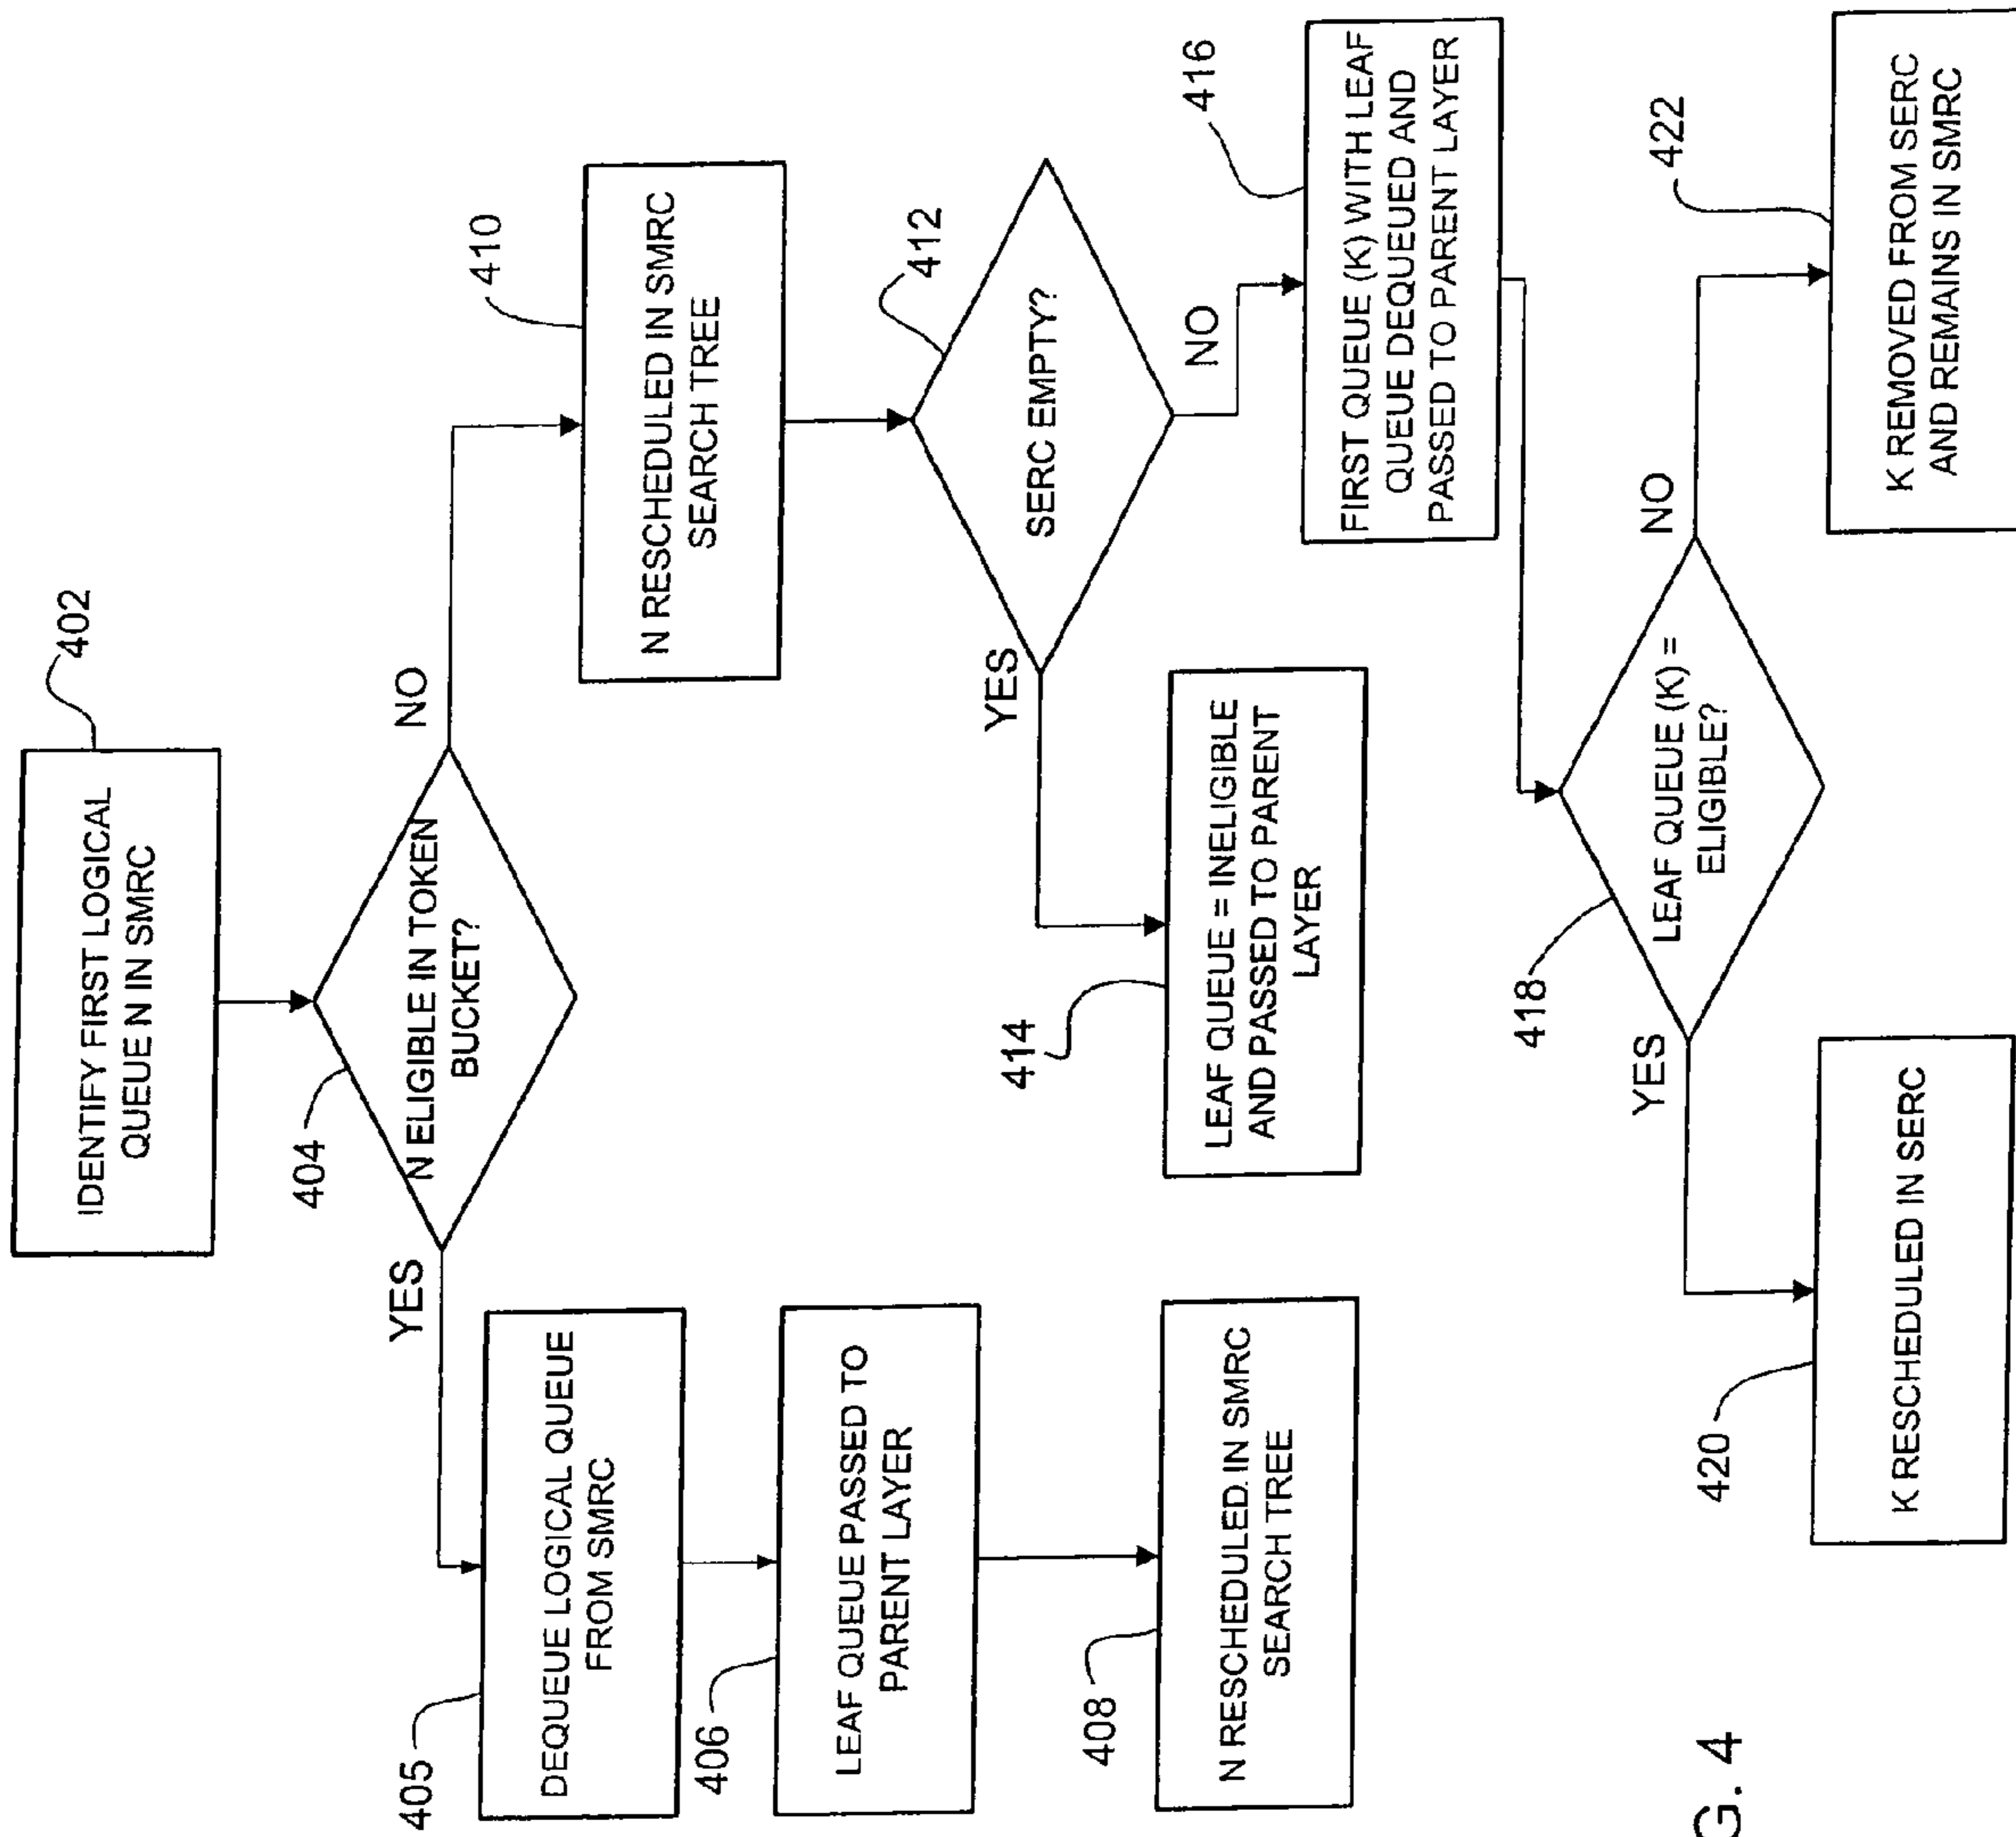 402
IDENTIFY FIRST LOGICAL
QUEUE N IN SMRC
404
N ELIGIBLE IN TOKEN
BUCKET?
YES
NO
405
DEQUEUE LOGICAL QUEUE
FROM SMRC
406
LEAF QUEUE PASSED TO
PARENT LAYER
408
N RESCHEDULED IN SMRC
SEARCH TREE
410
N RESCHEDULED IN SMRC
SEARCH TREE
412
SERC EMPTY?
YES
NO
414
LEAF QUEUE = INELIGIBLE
AND PASSED TO PARENT
LAYER
416
FIRST QUEUE (K) WITH LEAF
QUEUE DEQUEUED AND
PASSED TO PARENT LAYER
418
LEAF QUEUE (K) =
ELIGIBLE?
YES
NO
420
K RESCHEDULED IN SERC
422
K REMOVED FROM SERC
AND REMAINS IN SMRC
G. 4